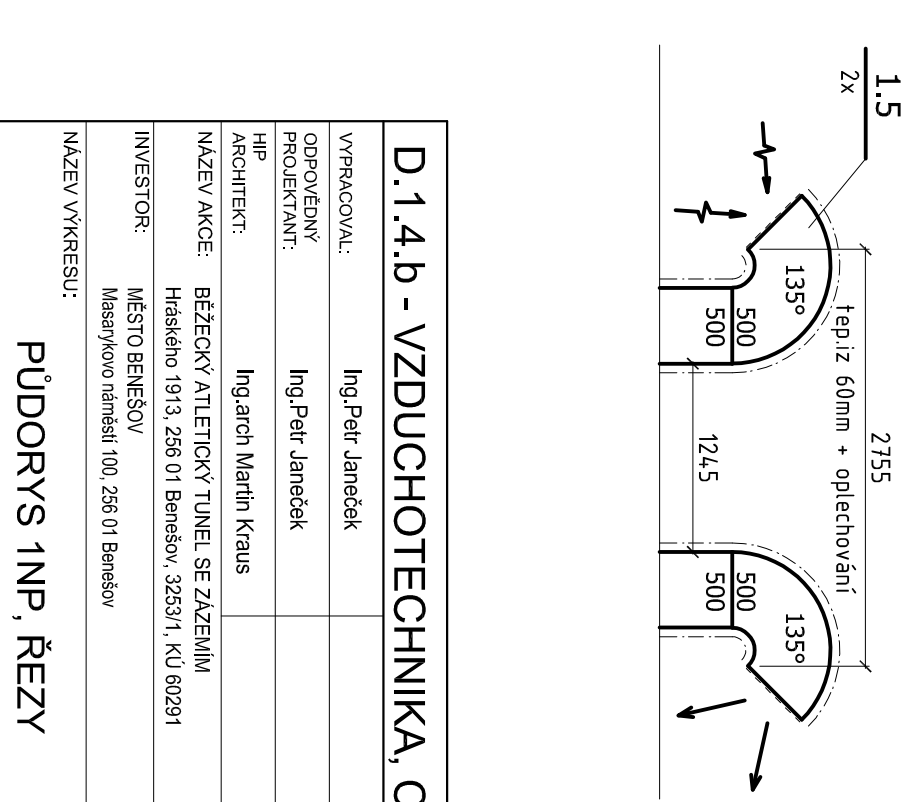 1.5
2x
2755
tep.iz 60mm + oplechování
135°
135°
500
500
500
500
1245
D.1.4.b - VZDUCHOTECHNIKA,
VYPRACOVAL: Ing.Petr Janeček
ODPOVĚDNÝ
PROJEKTANT: Ing.Petr Janeček
HIP
ARCHITEKT: Ing.arch Martin Kraus
NÁZEV AKCE: BĚŽECKÝ ATLETICKÝ TUNEL SE ZÁZEMÍM
Hráského 1913, 256 01 Benešov, 3253/1, KÚ 60291
INVESTOR: MĚSTO BENEŠOV
Masarykovo náměstí 100, 256 01 Benešov
NÁZEV VÝKRESU:
PŮDORYS 1NP, ŘEZY